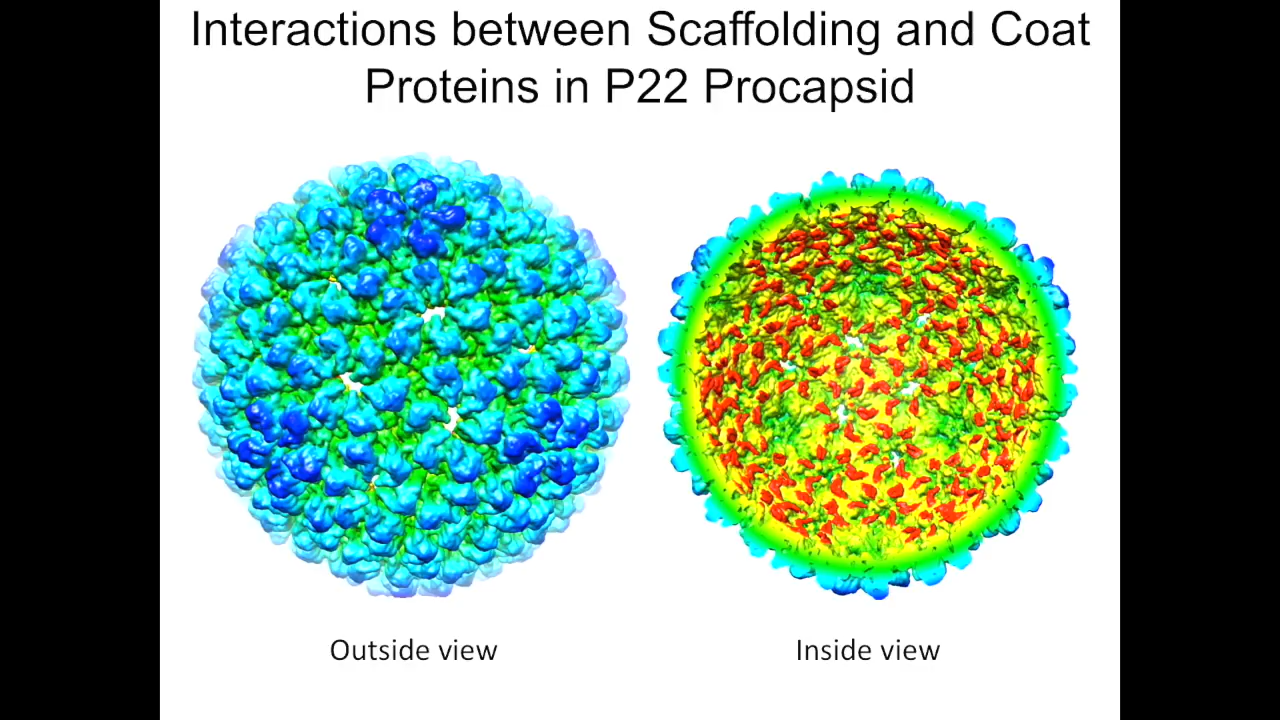 Interactions between Scaffolding and Coat
Proteins in P22 Procapsid
Outside view
Inside view